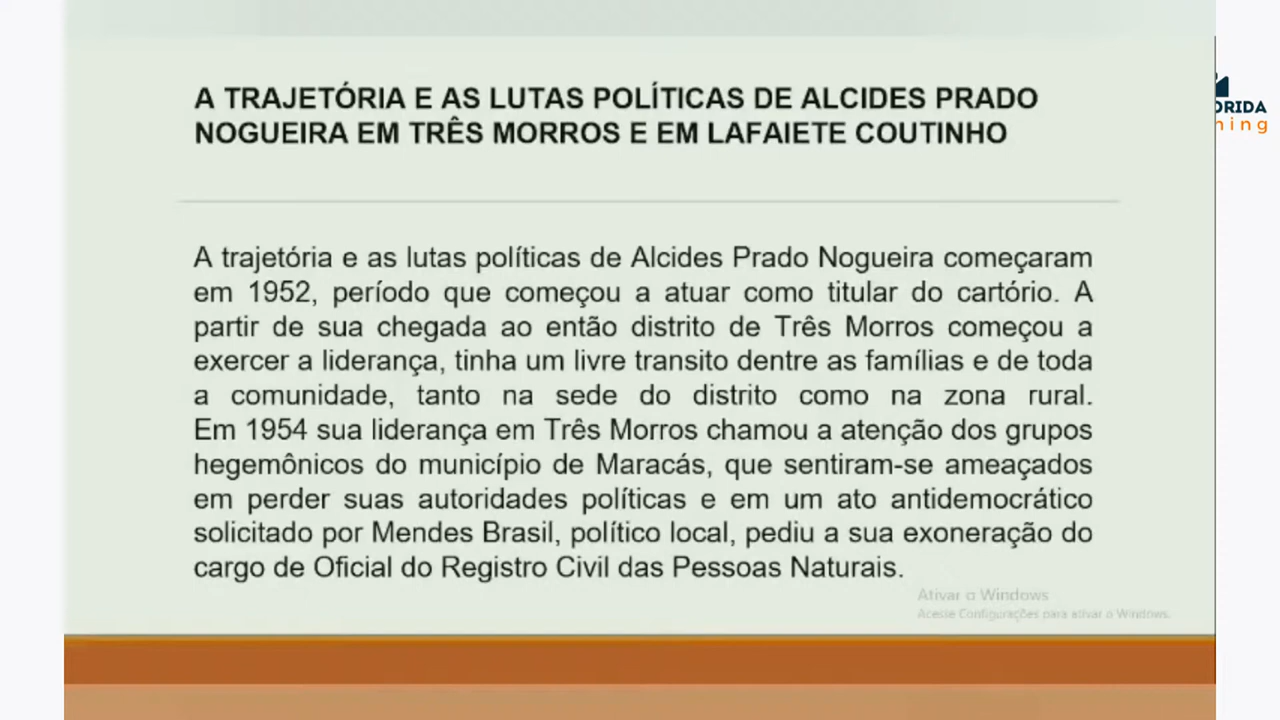 A TRAJETÓRIA E AS LUTAS POLÍTICAS DE ALCIDES PRADO
NOGUEIRA EM TRÊS MORROS E EM LAFAIETE COUTINHO
A trajetória e as lutas políticas de Alcides Prado Nogueira começaram
em 1952, período que começou a atuar como titular do cartório. A
partir de sua chegada ao então distrito de Três Morros começou a
exercer a liderança, tinha um livre transito dentre as famílias e de toda
a comunidade, tanto na sede do distrito como na zona rural.
Em 1954 sua liderança em Três Morros chamou a atenção dos grupos
hegemônicos do município de Maracás, que sentiram-se ameaçados
em perder suas autoridades políticas e em um ato antidemocrático
solicitado por Mendes Brasil, político local, pediu a sua exoneração do
cargo de Oficial do Registro Civil das Pessoas Naturais.
Ativar o Windows
Acesse Configurações para ativar o Windows.